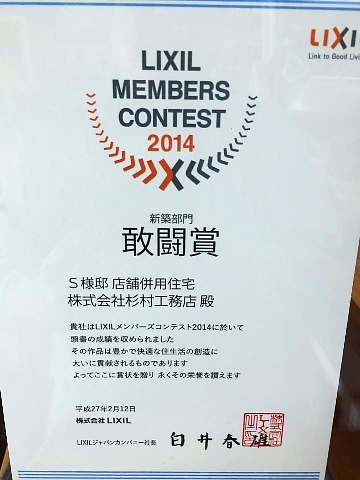 LIXIL
Link to Good Livi
LIXIL
MEMBERS
CONTEST
2014
新築部門
敢闘賞
S様邸 店舗併用住宅
株式会社杉村工務店 殿
貴社はLIXILメンバーズコンテスト2014に於いて
頭書の成績を収められました
その作品は豊かで快適な住生活の創造に
大いに貢献されるものであります
よってここに賞状を贈り 永くその栄誉を讃えます
平成27年2月12日
株式会社 LIXIL
LIXILジャパンカンパニー社長 白井春雄